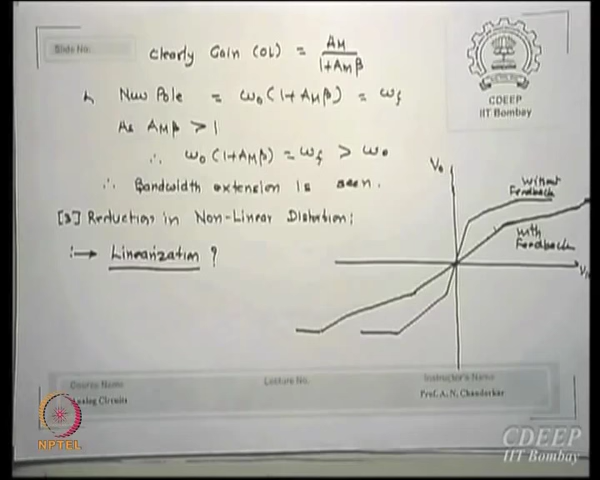 Slide No:
Clearly Gain (OL) = AM / 1+AMβ
& New Pole = ω0 (1+AMβ) = ωf
As AMβ > 1
∴ ω0 (1+AMβ) = ωf > ω0
∴ Bandwidth extension is seen.
[3] Reduction in Non-Linear Distortion:
:→ Linearization ?
CDEEP
IIT Bombay
V0
without
Feedback
with
Feedback
Course Name
Analog Circuits
Lecture No.
Instructor's Name
Prof. A. N. Chandorkar
NPTEL
CDEEP
IIT Bombay